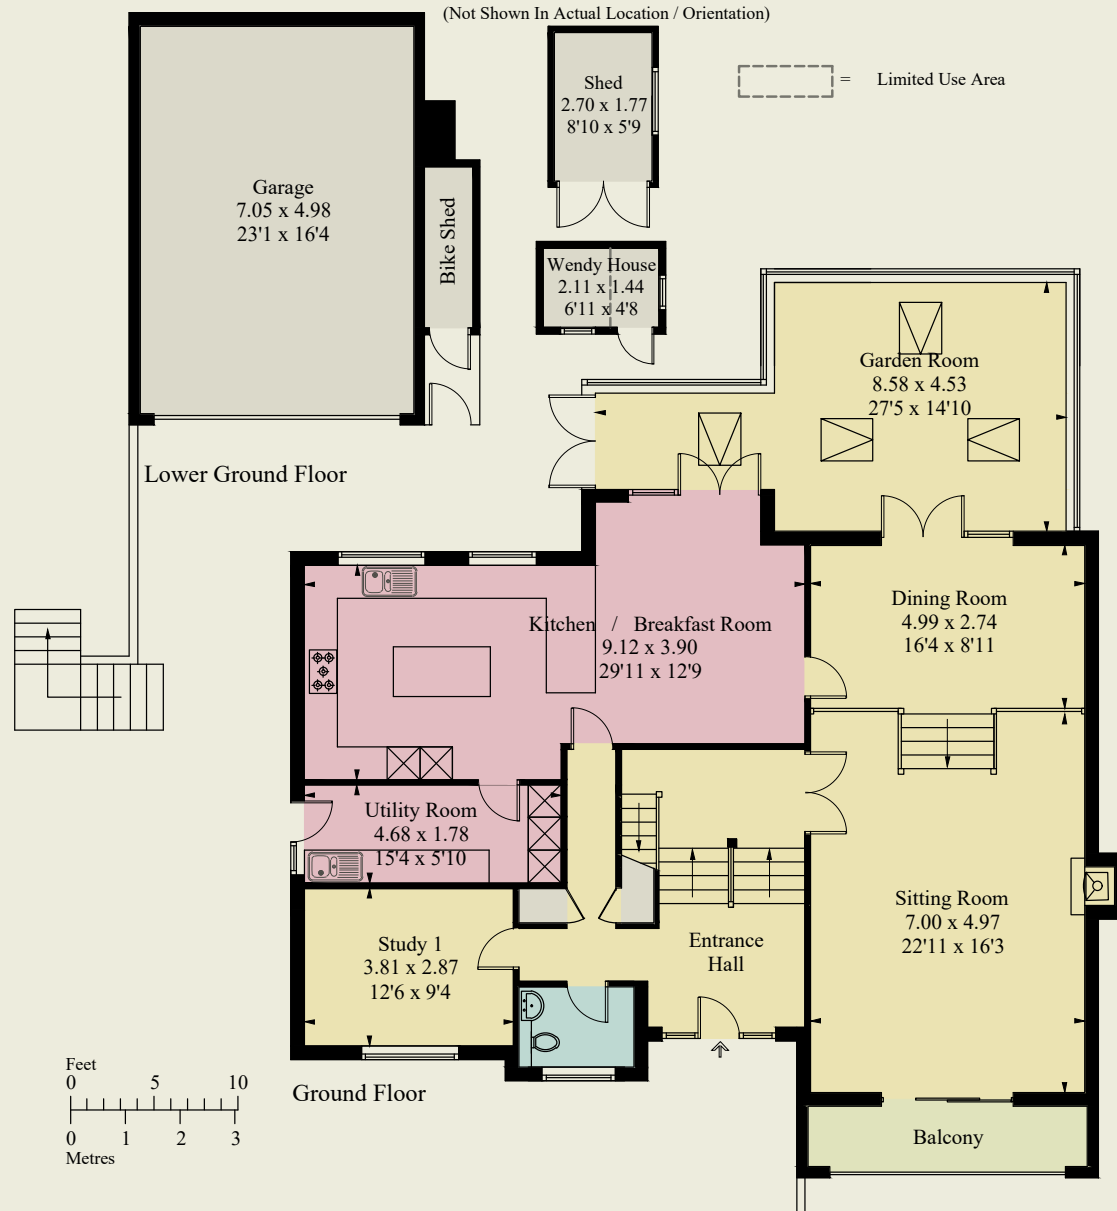 (Not Shown In Actual Location / Orientation)
Shed
2.70 x 1.77
8'10 x 5'9
= Limited Use Area
Garage
7.05 x 4.98
23'1 x 16'4
Bike Shed
Wendy House
2.11 x 1.44
6'11 x 4'8
Garden Room
8.58 x 4.53
27'5 x 14'10
Lower Ground Floor
Kitchen / Breakfast Room
9.12 x 3.90
29'11 x 12'9
Dining Room
4.99 x 2.74
16'4 x 8'11
Utility Room
4.68 x 1.78
15'4 x 5'10
Sitting Room
7.00 x 4.97
22'11 x 16'3
Study 1
3.81 x 2.87
12'6 x 9'4
Entrance
Hall
Feet
0 5 10
0 1 2 3
Metres
Ground Floor
Balcony